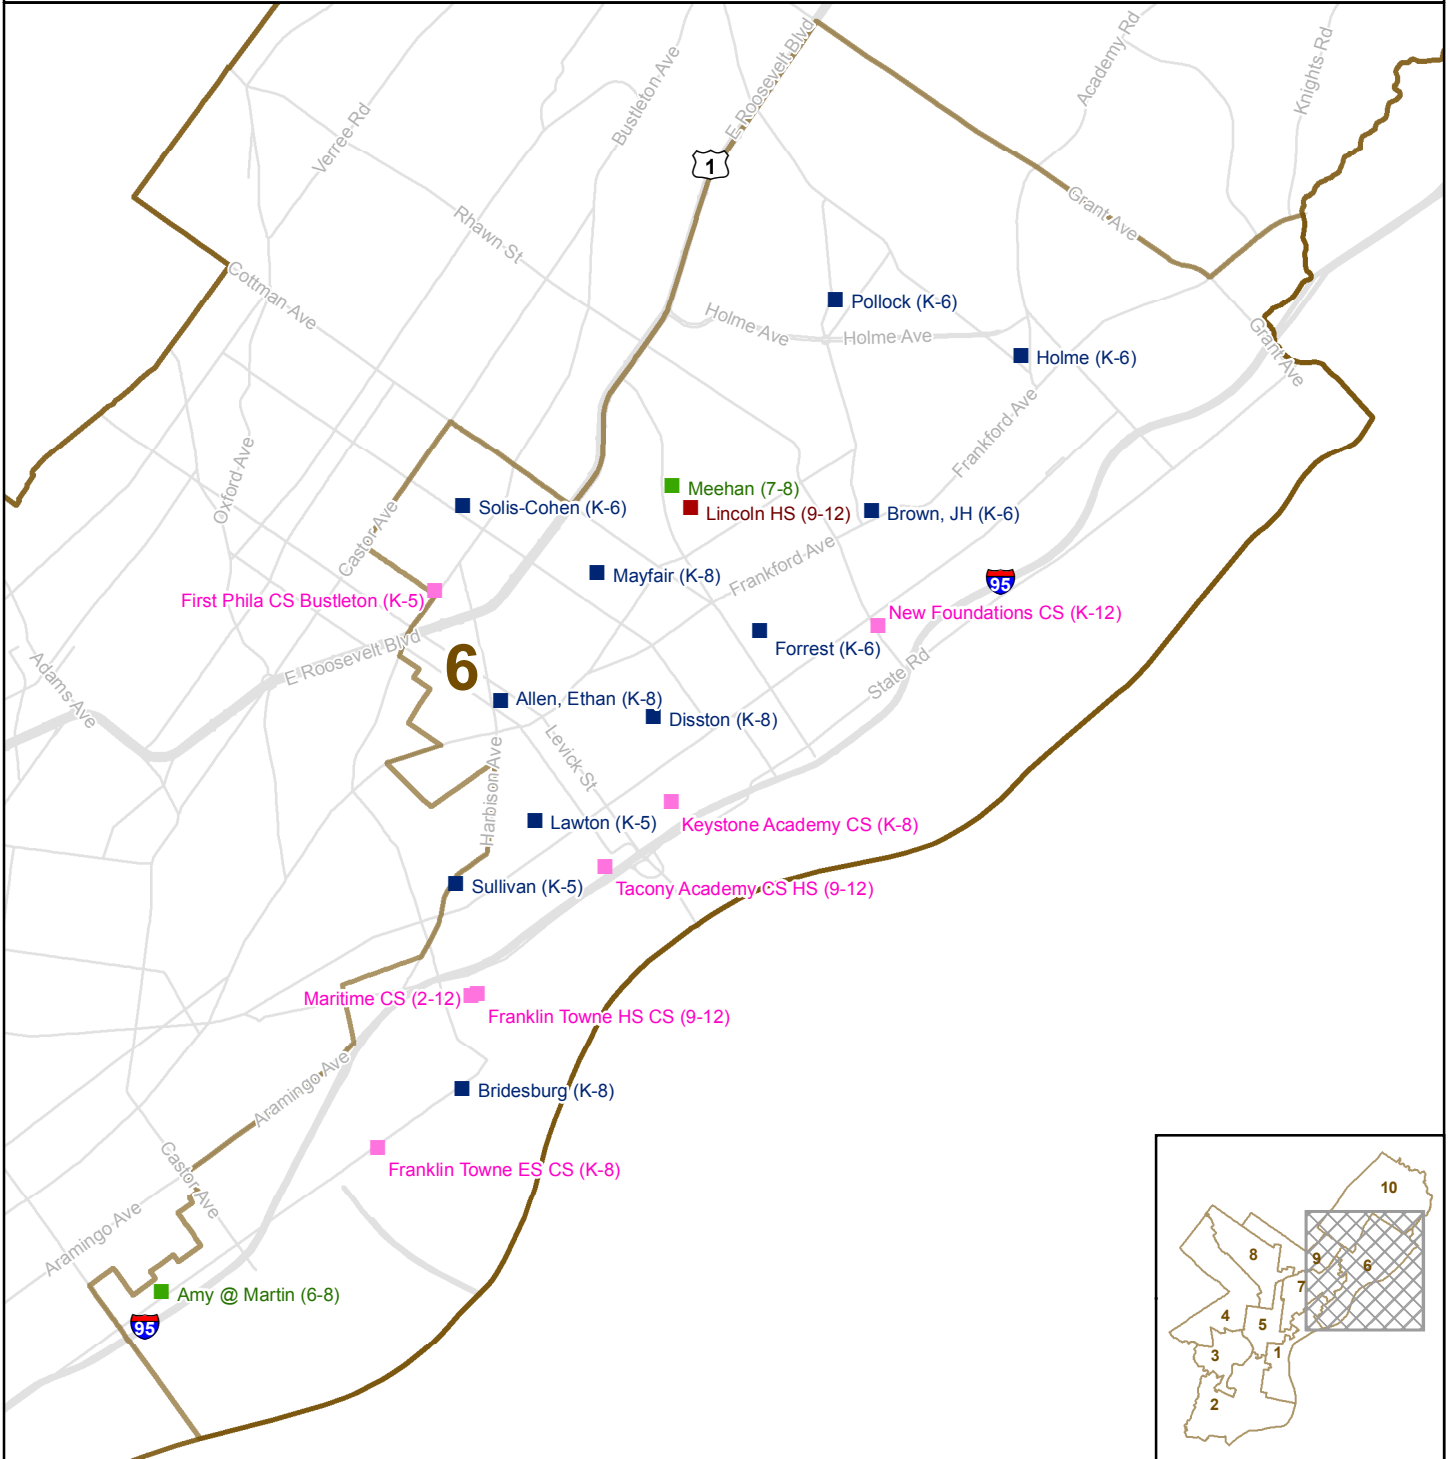 E Roosevelt Blvd
Academy Rd
Knights Rd
Bustleton Ave
Verree Rd
1
Rhawn St
Grant Ave
Cottman Ave
Pollock (K-6)
Holme Ave
Holme Ave
Holme (K-6)
Grant Ave
Frankford Ave
Oxford Ave
Meehan (7-8)
Solis-Cohen (K-6)
Lincoln HS (9-12)
Brown, JH (K-6)
Castor Ave
Frankford Ave
Mayfair (K-8)
95
First Phila CS Bustleton (K-5)
New Foundations CS (K-12)
Forrest (K-6)
E Roosevelt Blvd
6
State Rd
Adams Ave
Allen, Ethan (K-8)
Disston (K-8)
Levick St
Harbison Ave
Lawton (K-5)
Keystone Academy CS (K-8)
Sullivan (K-5)
Tacony Academy CS HS (9-12)
Maritime CS (2-12)
Franklin Towne HS CS (9-12)
Aramingo Ave
Bridesburg (K-8)
Franklin Towne ES CS (K-8)
Castor Ave
Aramingo Ave
Amy @ Martin (6-8)
95
10
8
9
6
7
4
5
3
1
2